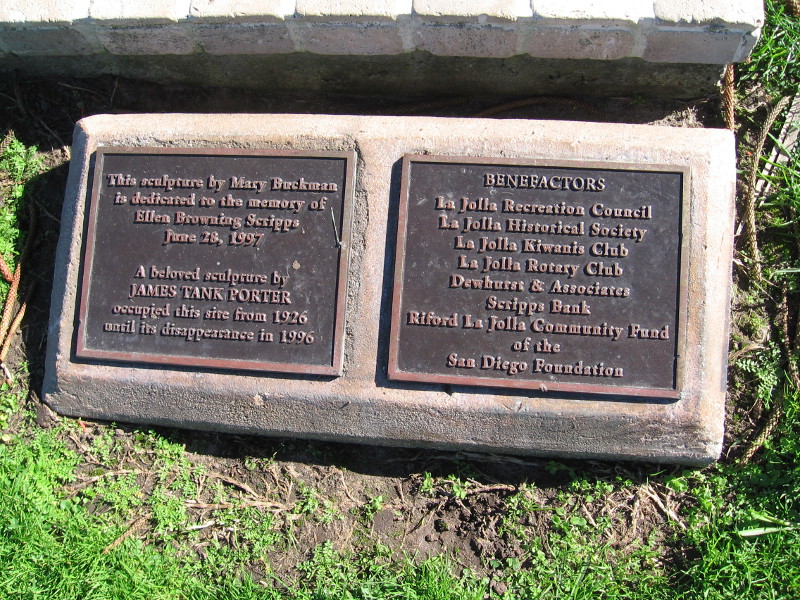 This sculpture by Mary Buckman
is dedicated to the memory of
Ellen Browning Scripps
June 28, 1997
A beloved sculpture by
JAMES TANK PORTER
occupied this site from 1926
until its disappearance in 1996
BENEFACTORS
La Jolla Recreation Council
La Jolla Historical Society
La Jolla Kiwanis Club
La Jolla Rotary Club
Dewhurst & Associates
Scripps Bank
Riford La Jolla Community Fund
of the
San Diego Foundation